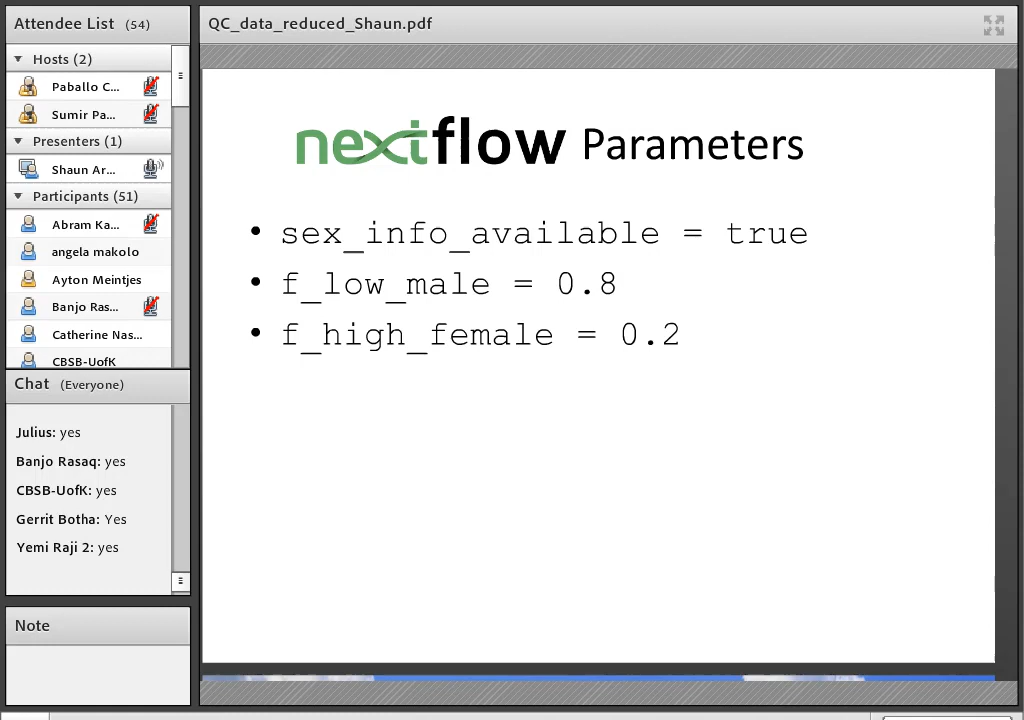 Attendee List (54)
Hosts (2)
Paballo C...
Sumir Pa...
Presenters (1)
Shaun Ar...
Participants (51)
Abram Ka...
angela makolo
Ayton Meintjes
Banjo Ras...
Catherine Nas...
CBSB-UofK
Chat (Everyone)
Julius: yes
Banjo Rasaq: yes
CBSB-UofK: yes
Gerrit Botha: Yes
Yemi Raji 2: yes
Note
QC_data_reduced_Shaun.pdf
nextflow Parameters
• sex_info_available = true
• f_low_male = 0.8
• f_high_female = 0.2